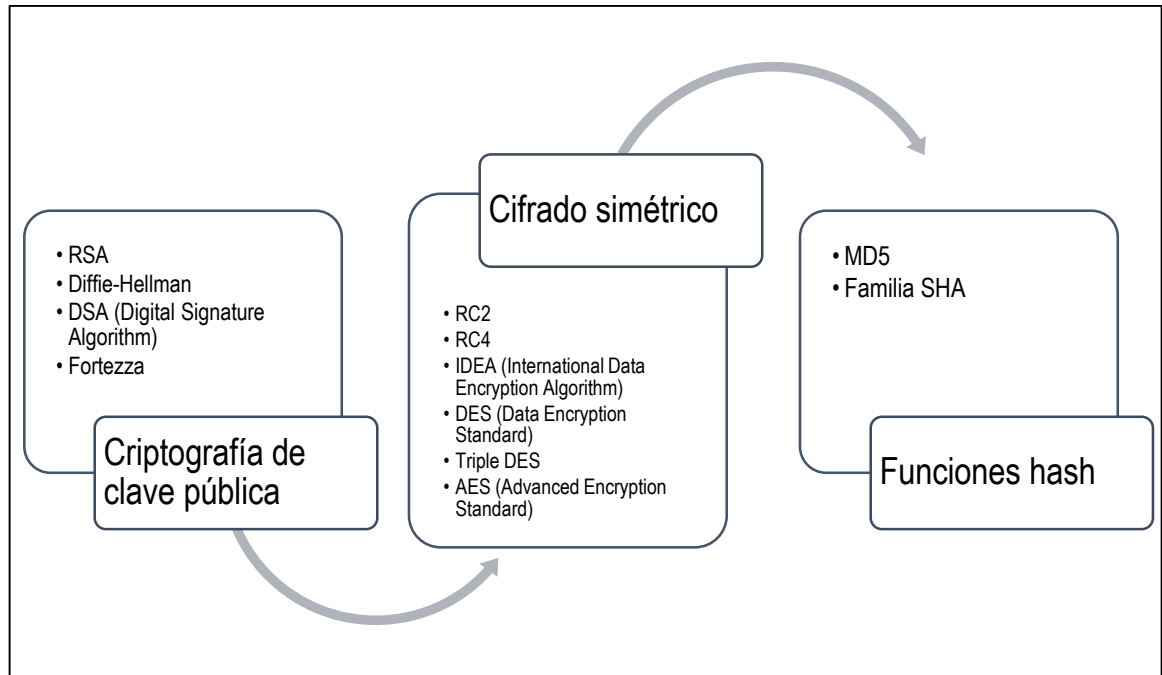 • RSA
• Diffie-Hellman
• DSA (Digital Signature
Algorithm)
• Fortezza
Criptografía de
clave pública
Cifrado simétrico
• RC2
• RC4
• IDEA (International Data
Encryption Algorithm)
• DES (Data Encryption
Standard)
• Triple DES
• AES (Advanced Encryption
Standard)
• MD5
• Familia SHA
Funciones hash